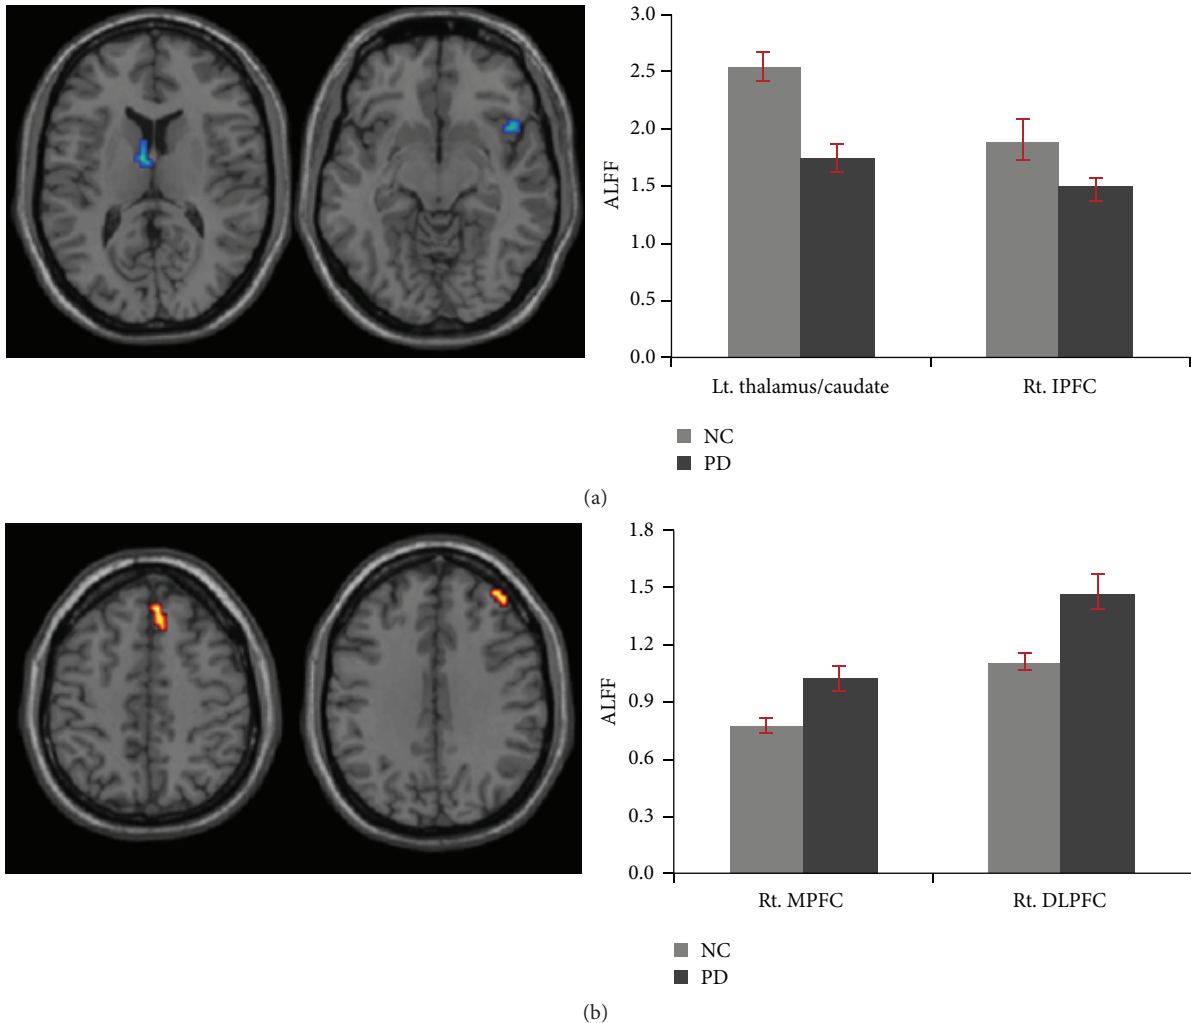 3.0
2.5
2.0
1.5
1.0
0.5
0.0
ALFF
Lt. thalamus/caudate
Rt. IPFC
NC
PD
(a)
1.8
1.5
1.2
0.9
0.6
0.3
0.0
ALFF
Rt. MPFC
Rt. DLPFC
NC
PD
(b)